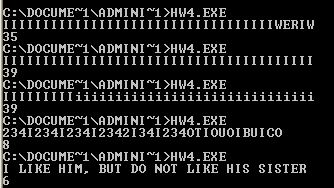 C:\DOCUME~1\ADMINI~1>HW4.EXE
IIIIIIIIIIIIIIIIIIIIIIIIIIIIIIIIIIWERIW
35
C:\DOCUME~1\ADMINI~1>HW4.EXE
IIIIIIIIIIIIIIIIIIIIIIIIIIIIIIIIIIIIIII
39
C:\DOCUME~1\ADMINI~1>HW4.EXE
IIIIIIIIIiiiiiiiiiiiiiiiiiiiiiiiiiiiiii
39
C:\DOCUME~1\ADMINI~1>HW4.EXE
234I234I234I2342I34I234OTIOUOIBUICO
8
C:\DOCUME~1\ADMINI~1>HW4.EXE
I LIKE HIM, BUT DO NOT LIKE HIS SISTER
6